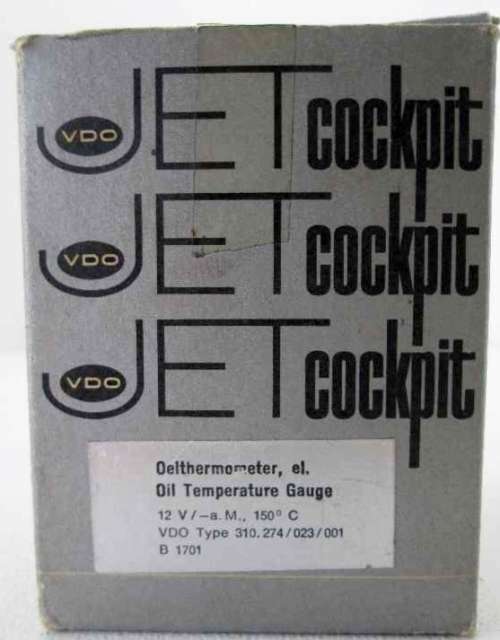 VDO JET cockpit
VDO JET cockpit
VDO JET cockpit
Oelthermometer, el.
Oil Temperature Gauge
12 V/-a. M., 150° C
VDO Type 310.274/023/001
B 1701